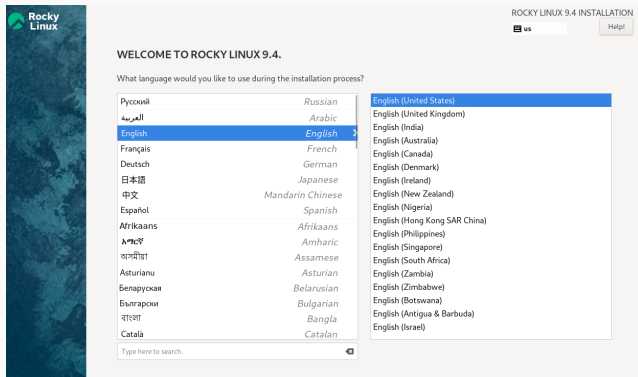 Rocky
Linux
ROCKY LINUX 9.4 INSTALLATION
us
Help!
WELCOME TO ROCKY LINUX 9.4.
What language would you like to use during the installation process?
Русский Russian
العربية Arabic
English English
Français French
Deutsch German
日本語 Japanese
中文 Mandarin Chinese
Español Spanish
Afrikaans Afrikaans
አማርኛ Amharic
অসমীয়া Assamese
Asturianu Asturian
Беларуская Belarusian
Български Bulgarian
বাংলা Bangla
Català Catalan
Type here to search.
English (United States)
English (United Kingdom)
English (India)
English (Australia)
English (Canada)
English (Denmark)
English (Ireland)
English (New Zealand)
English (Nigeria)
English (Hong Kong SAR China)
English (Philippines)
English (Singapore)
English (South Africa)
English (Zambia)
English (Zimbabwe)
English (Botswana)
English (Antigua & Barbuda)
English (Israel)